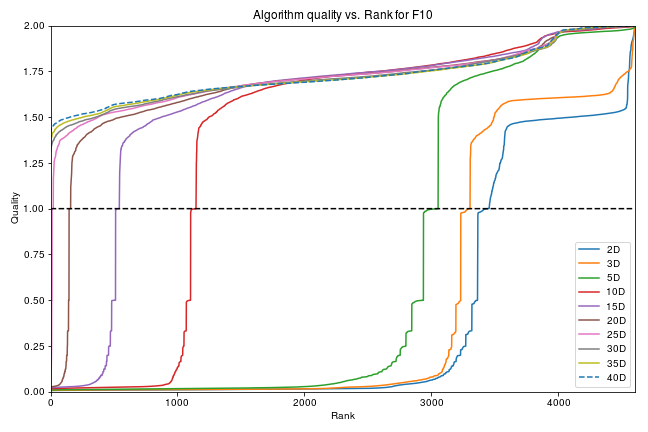 Algorithm quality vs. Rank for F10
2.00
1.75
1.50
1.25
1.00
0.75
0.50
0.25
0.00
Quality
0
1000
2000
3000
4000
Rank
2D
3D
5D
10D
15D
20D
25D
30D
35D
40D